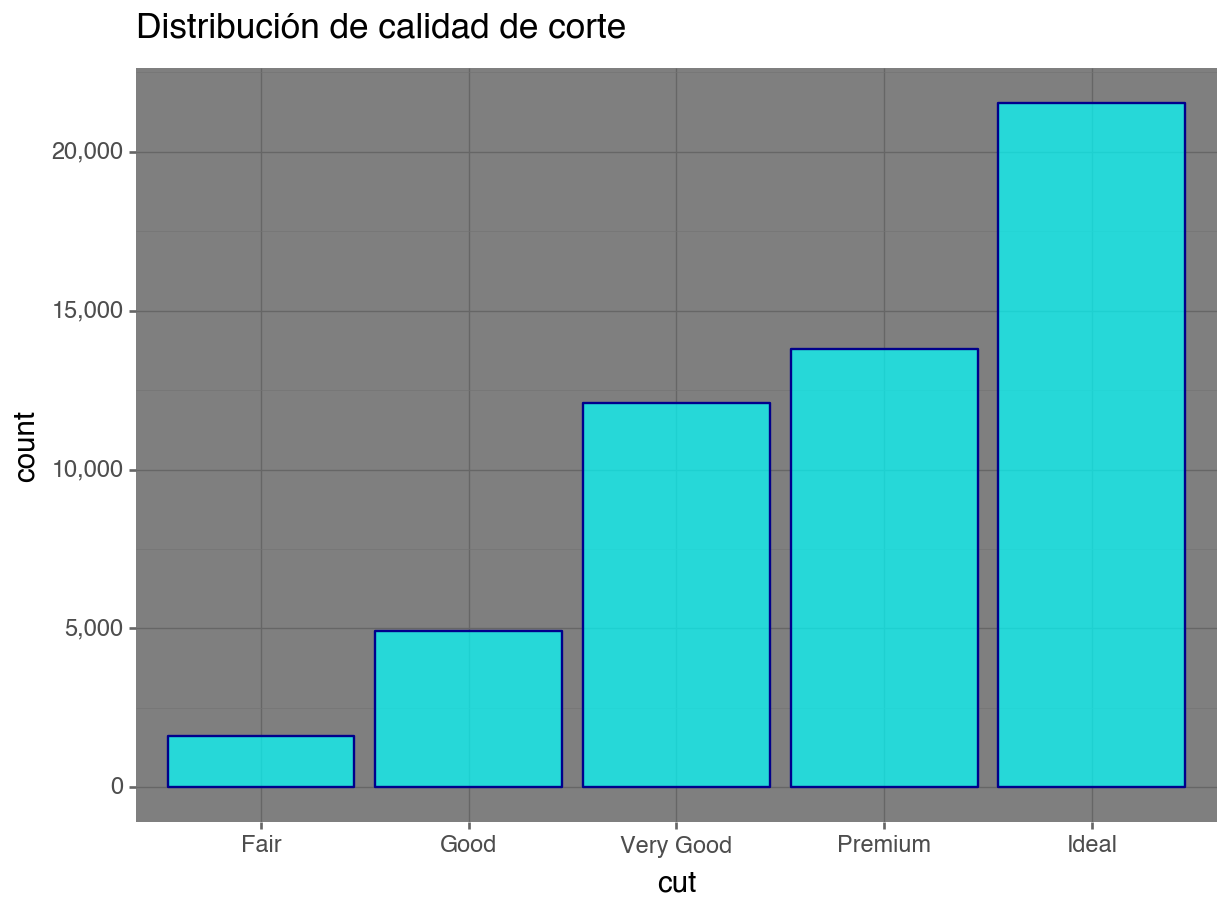 Distribución de calidad de corte
20,000
15,000
10,000
5,000
0
count
Fair
Good
Very Good
Premium
Ideal
cut